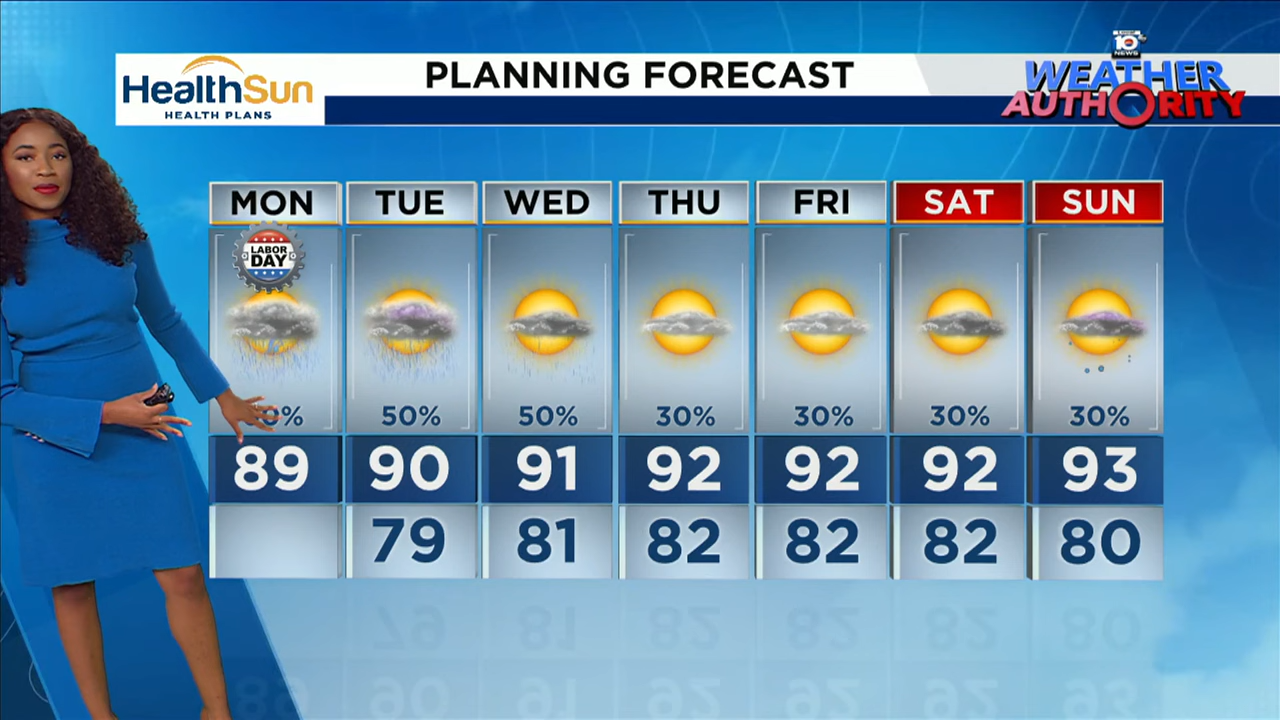 HealthSun
HEALTH PLANS
PLANNING FORECAST
10
NEWS
WEATHER
AUTHORITY
MON TUE WED THU FRI SAT SUN
LABOR
DAY
0% 50% 50% 30% 30% 30% 30%
89 90 91 92 92 92 93
79 81 82 82 82 80